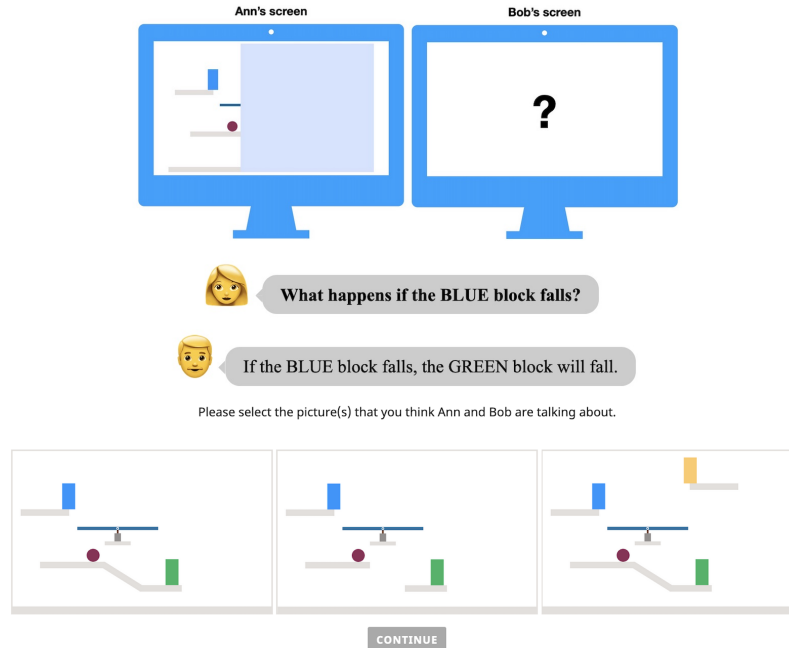 Ann's screen
Bob's screen
?
What happens if the BLUE block falls?
If the BLUE block falls, the GREEN block will fall.
Please select the picture(s) that you think Ann and Bob are talking about.
CONTINUE